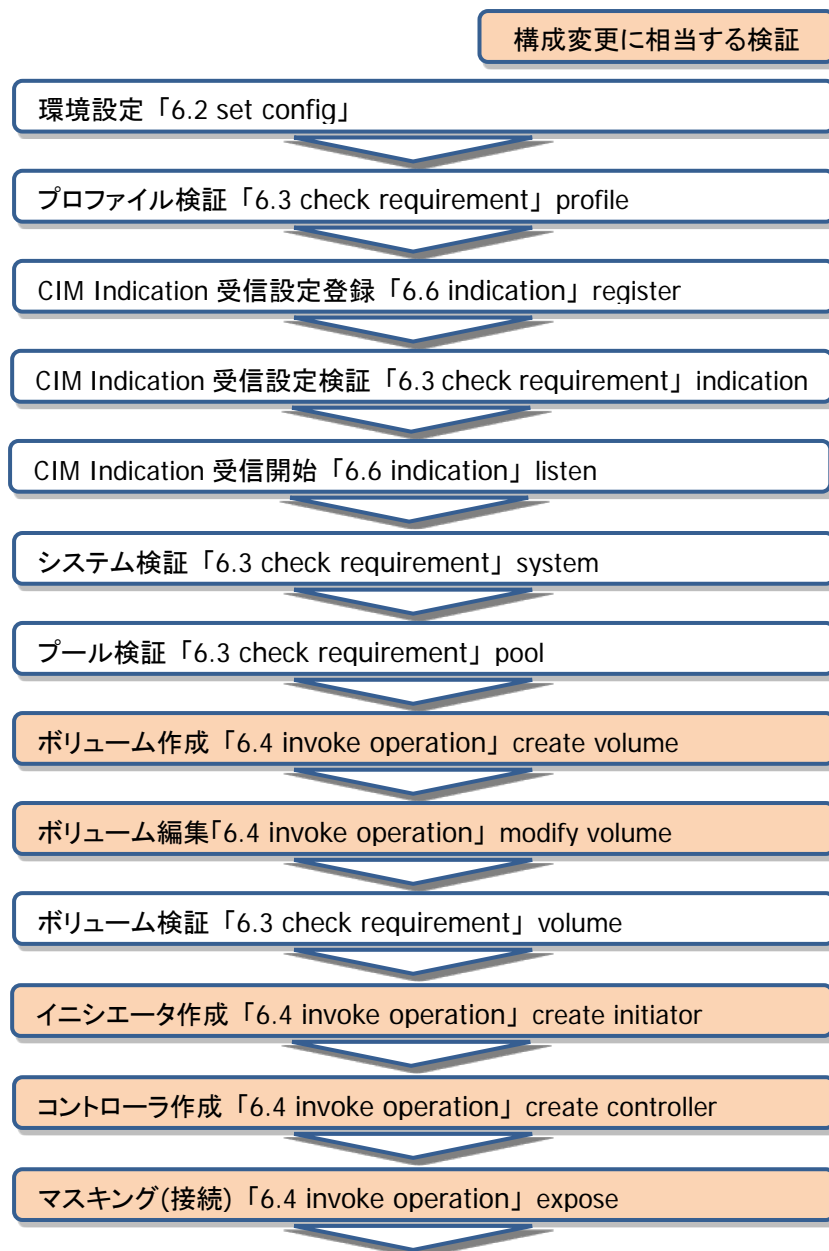 構成変更に相当する検証
環境設定「6.2 set config」
プロファイル検証「6.3 check requirement」profile
CIM Indication 受信設定登録「6.6 indication」register
CIM Indication 受信設定検証「6.3 check requirement」indication
CIM Indication 受信開始「6.6 indication」listen
システム検証「6.3 check requirement」system
プール検証「6.3 check requirement」pool
ボリューム作成「6.4 invoke operation」create volume
ボリューム編集「6.4 invoke operation」modify volume
ボリューム検証「6.3 check requirement」volume
イニシエータ作成「6.4 invoke operation」create initiator
コントローラ作成「6.4 invoke operation」create controller
マスキング(接続)「6.4 invoke operation」expose